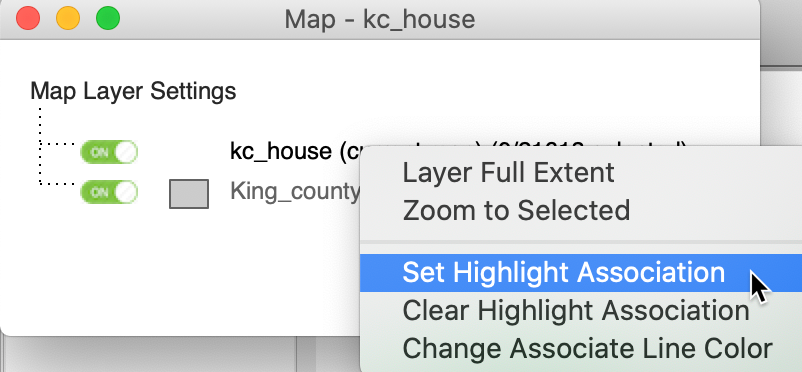 Map - kc_house
Map Layer Settings
ON kc_house
ON King_county
Layer Full Extent
Zoom to Selected
Set Highlight Association
Clear Highlight Association
Change Associate Line Color